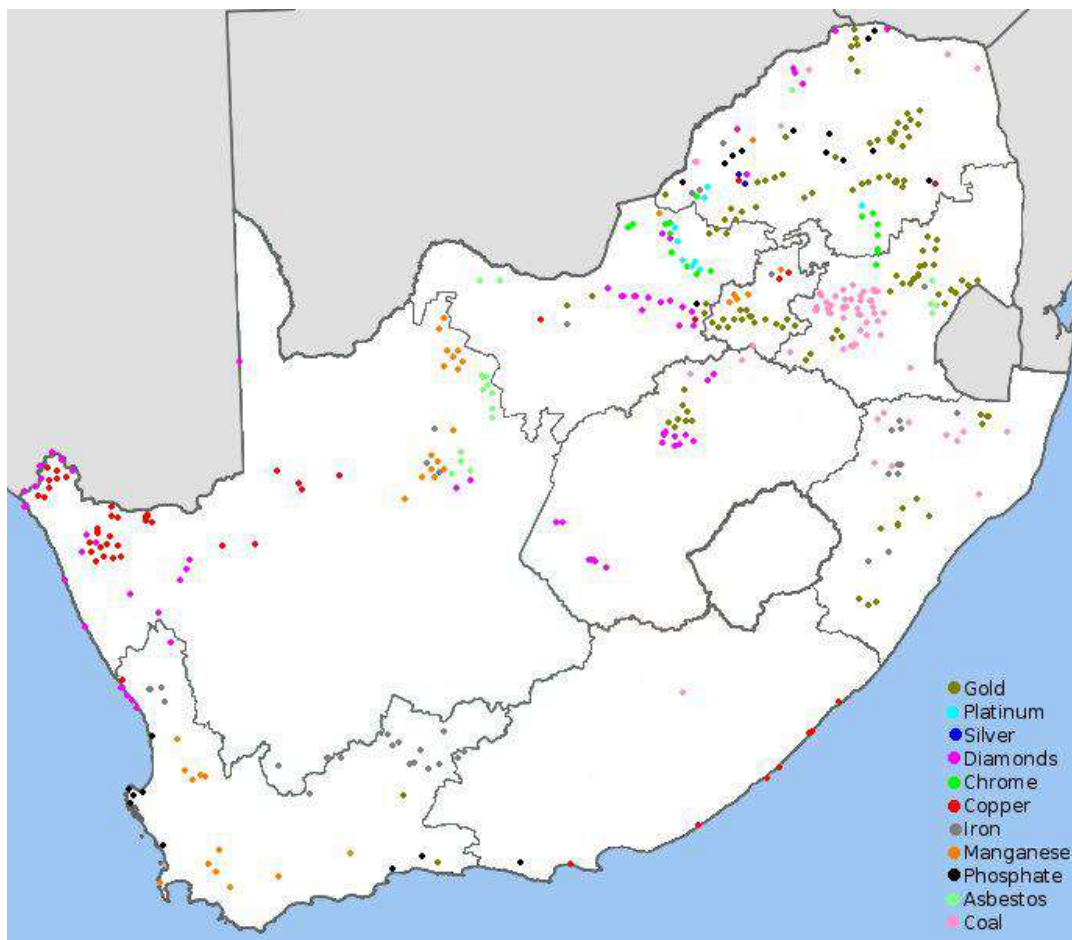 Gold
Platinum
Silver
Diamonds
Chrome
Copper
Iron
Manganese
Phosphate
Asbestos
Coal